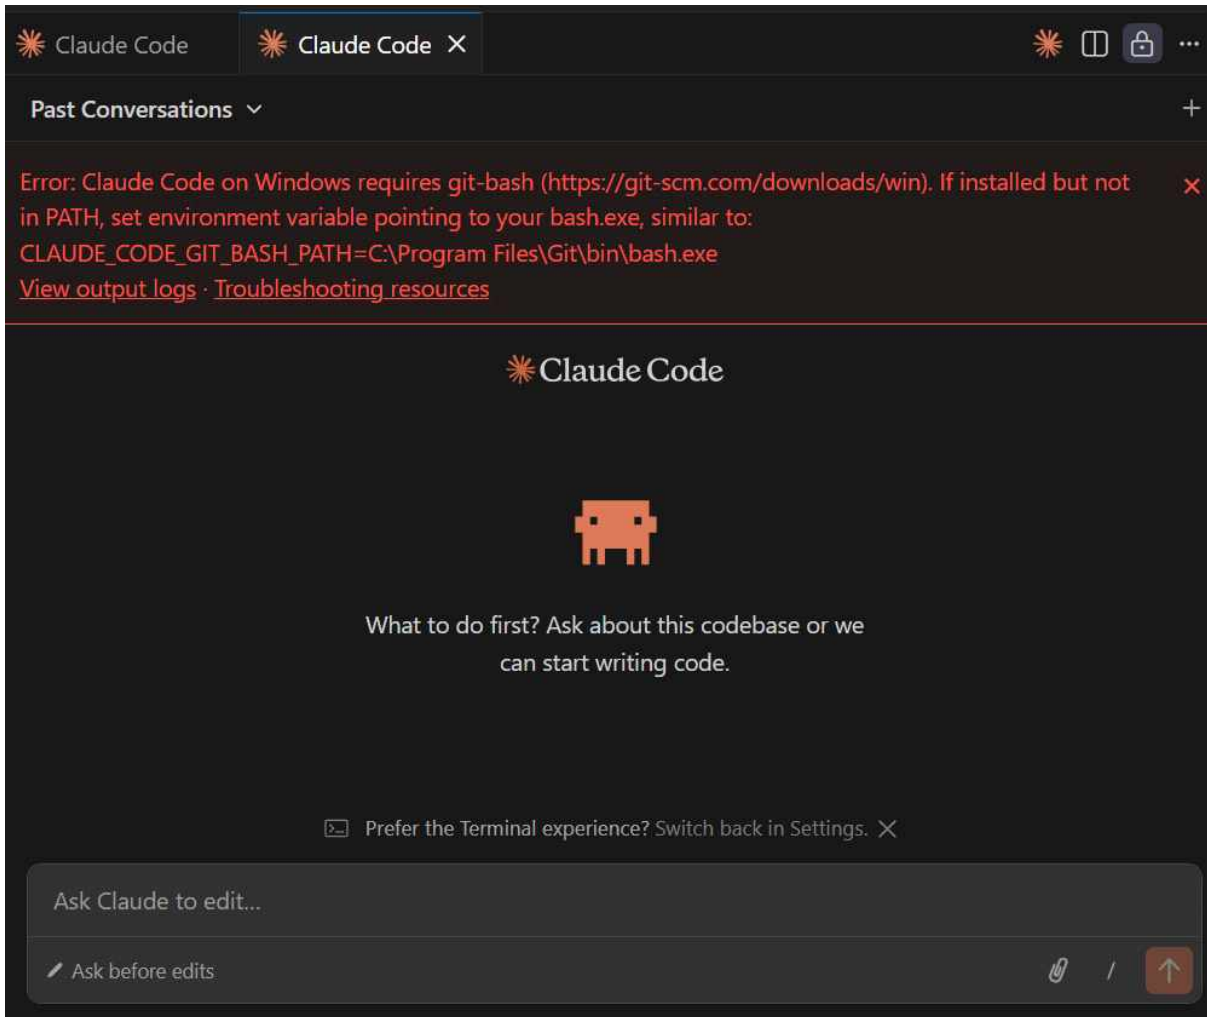 Claude Code
Claude Code
Past Conversations
Error: Claude Code on Windows requires git-bash (https://git-scm.com/downloads/win). If installed but not
in PATH, set environment variable pointing to your bash.exe, similar to:
CLAUDE_CODE_GIT_BASH_PATH=C:\Program Files\Git\bin\bash.exe
View output logs · Troubleshooting resources
Claude Code
What to do first? Ask about this codebase or we
can start writing code.
Prefer the Terminal experience? Switch back in Settings.
Ask Claude to edit...
Ask before edits
/